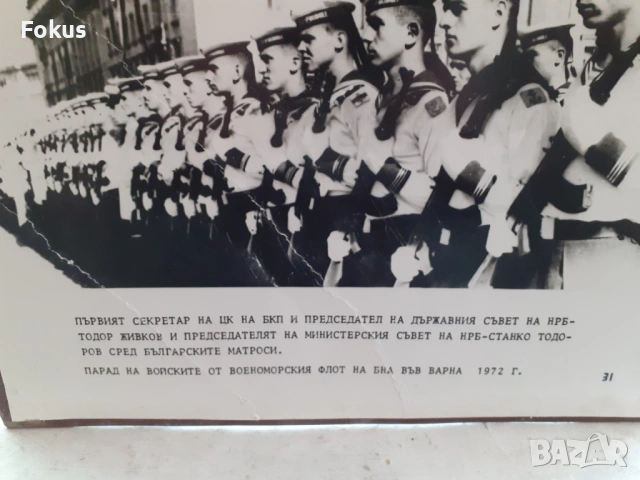 Fokus
ПЪРВИЯТ СЕКРЕТАР НА ЦК НА БКП И ПРЕДСЕДАТЕЛ НА ДЪРЖАВНИЯ СЪВЕТ НА НРБ-
ТОДОР ЖИВКОВ И ПРЕДСЕДАТЕЛЯТ НА МИНИСТЕРСКИЯ СЪВЕТ НА НРБ-СТАНКО ТОДО-
РОВ СРЕД БЪЛГАРСКИТЕ МАТРОСИ.
ПАРАД НА ВОЙСКИТЕ ОТ ВОЕНОМОРСКИЯ ФЛОТ НА БНА ВЪВ ВАРНА 1972 Г.
31
BAZAR